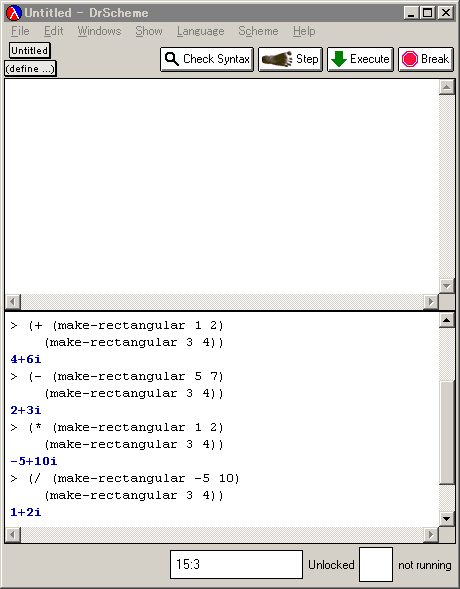 Untitled - DrScheme
File Edit Windows Show Language Scheme Help
Untitled
(define ...)
Check Syntax Step Execute Break
> (+ (make-rectangular 1 2)
(make-rectangular 3 4))
4+6i
> (- (make-rectangular 5 7)
(make-rectangular 3 4))
2+3i
> (* (make-rectangular 1 2)
(make-rectangular 3 4))
-5+10i
> (/ (make-rectangular -5 10)
(make-rectangular 3 4))
1+2i
15:3 Unlocked not running